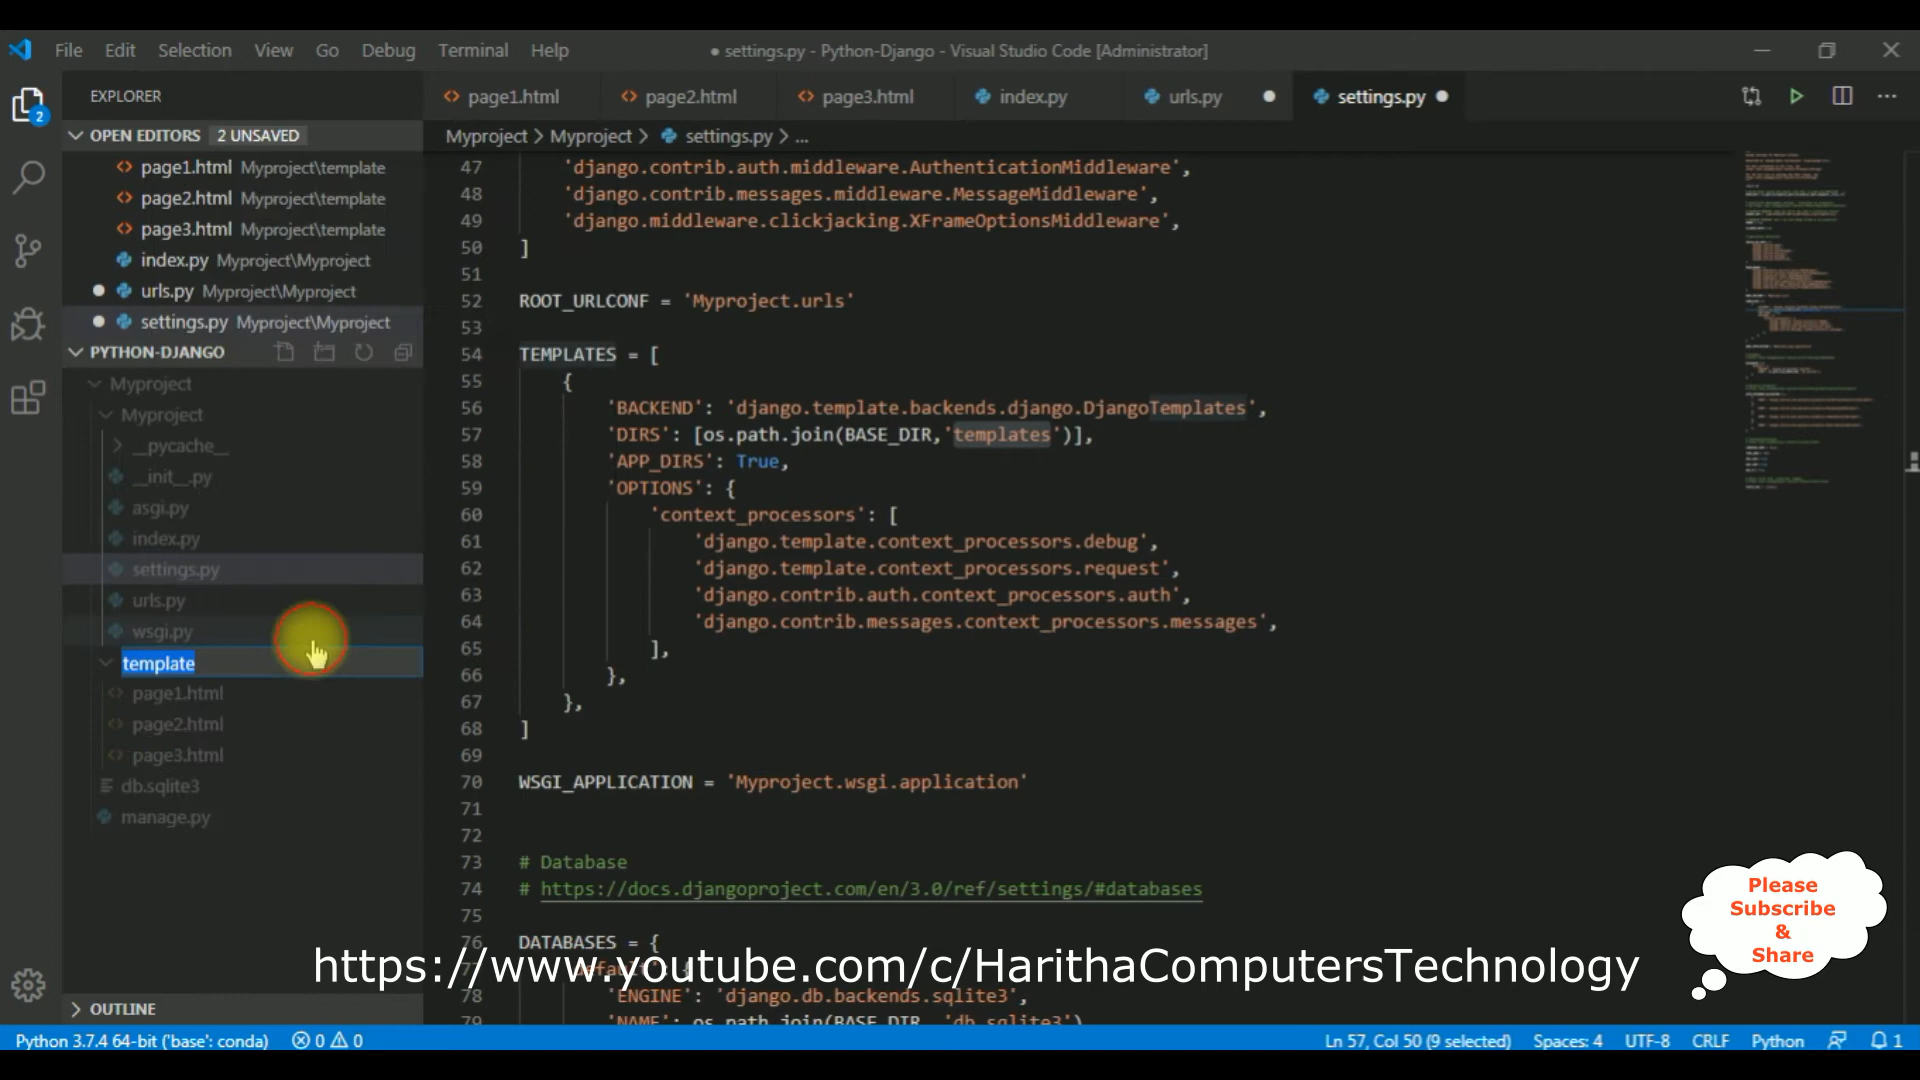 File Edit Selection View Go Debug Terminal Help
● settings.py - Python-Django - Visual Studio Code [Administrator]
EXPLORER
2
page1.html page2.html page3.html index.py urls.py settings.py
OPEN EDITORS 2 UNSAVED
Myproject > Myproject > settings.py > ...
page1.html Myproject\template
page2.html Myproject\template
page3.html Myproject\template
index.py Myproject\Myproject
urls.py Myproject\Myproject
settings.py Myproject\Myproject
PYTHON-DJANGO
Myproject
Myproject
__pycache__
__init__.py
asgi.py
index.py
settings.py
urls.py
wsgi.py
template
page1.html
page2.html
page3.html
db.sqlite3
manage.py
OUTLINE
47 'django.contrib.auth.middleware.AuthenticationMiddleware',
48 'django.contrib.messages.middleware.MessageMiddleware',
49 'django.middleware.clickjacking.XFrameOptionsMiddleware',
50 ]
51
52 ROOT_URLCONF = 'Myproject.urls'
53
54 TEMPLATES = [
55 {
56 'BACKEND': 'django.template.backends.django.DjangoTemplates',
57 'DIRS': [os.path.join(BASE_DIR,'templates')],
58 'APP_DIRS': True,
59 'OPTIONS': {
60 'context_processors': [
61 'django.template.context_processors.debug',
62 'django.template.context_processors.request',
63 'django.contrib.auth.context_processors.auth',
64 'django.contrib.messages.context_processors.messages',
65 ],
66 },
67 },
68 ]
69
70 WSGI_APPLICATION = 'Myproject.wsgi.application'
71
72
73 # Database
74 # https://docs.djangoproject.com/en/3.0/ref/settings/#databases
75
76 DATABASES = {
77 'default': {
78 'ENGINE': 'django.db.backends.sqlite3',
79 'NAME': os.path.join(BASE_DIR, 'db.sqlite3')
https://www.youtube.com/c/HarithaComputersTechnology
Please
Subscribe
&
Share
Python 3.7.4 64-bit ('base': conda) 0 0
Ln 57, Col 50 (9 selected) Spaces: 4 UTF-8 CRLF Python 1